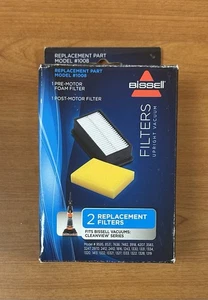 REPLACEMENT PART
MODEL #1008
REPLACEMENT PART
MODEL #1008
1 PRE-MOTOR
FOAM FILTER
1 POST-MOTOR FILTER
BISSELL
FILTERS
UPRIGHT VACUUM
2 REPLACEMENT
FILTERS
FITS BISSELL VACUUMS:
CLEANVIEW SERIES